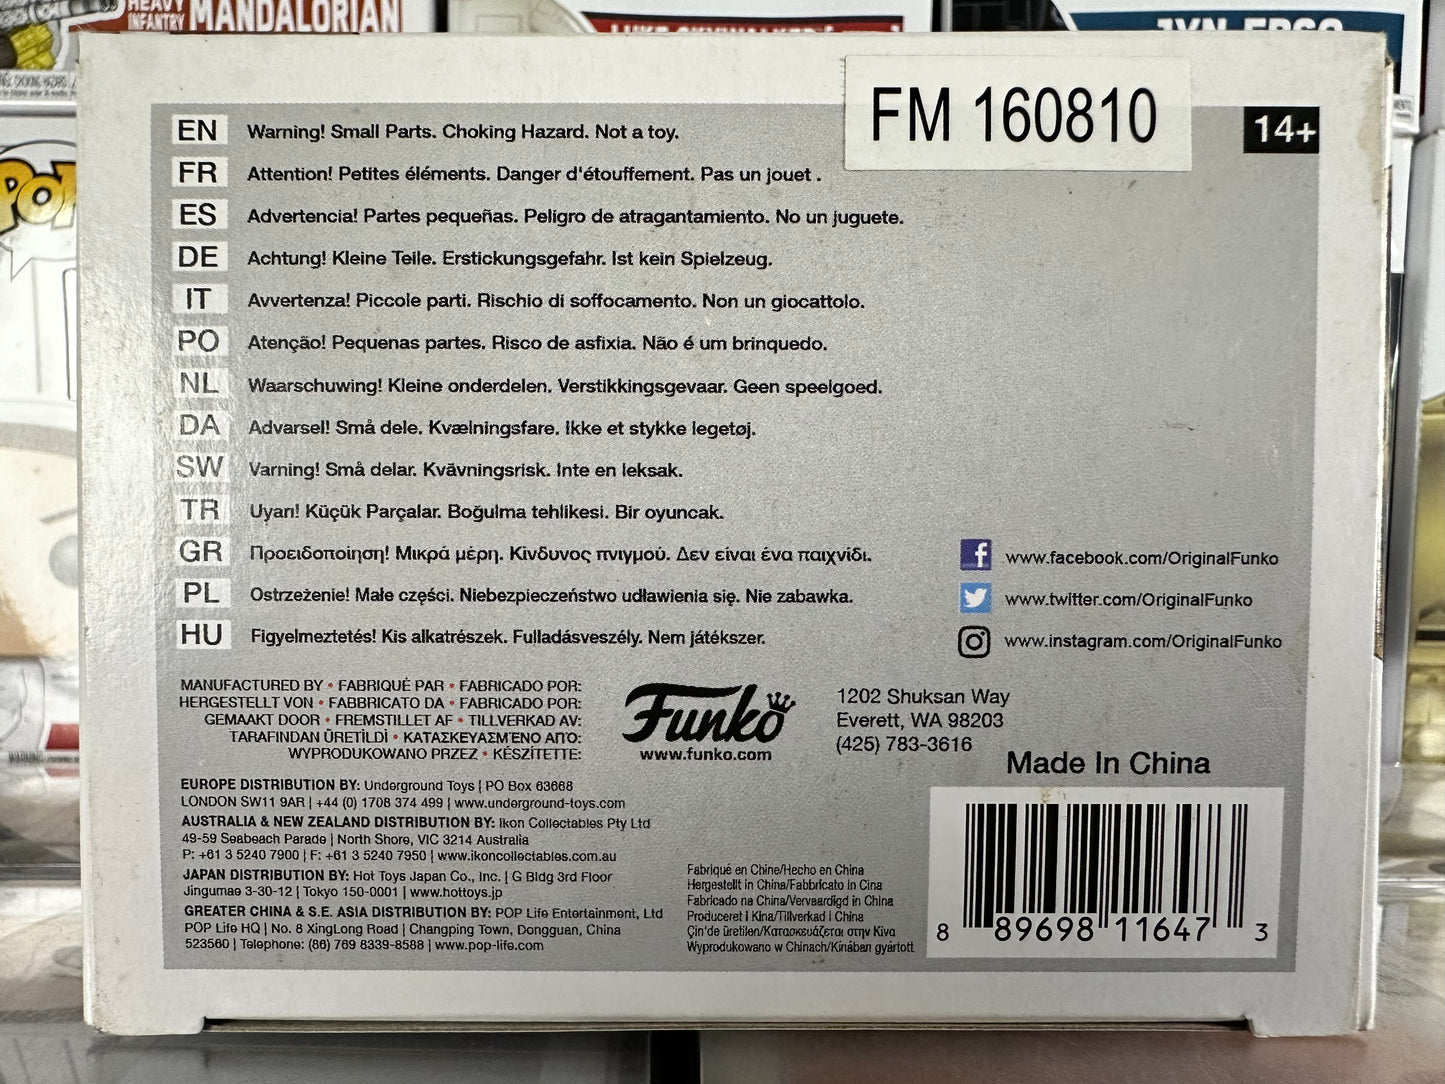 HEAVY
INFANTRY MANDALORIAN
JYN ERSO
POP
FM 160810
14+
EN Warning! Small Parts. Choking Hazard. Not a toy.
FR Attention! Petites éléments. Danger d'étouffement. Pas un jouet .
ES Advertencia! Partes pequeñas. Peligro de atragantamiento. No un juguete.
DE Achtung! Kleine Teile. Erstickungsgefahr. Ist kein Spielzeug.
IT Avvertenza! Piccole parti. Rischio di soffocamento. Non un giocattolo.
PO Atenção! Pequenas partes. Risco de asfixia. Não é um brinquedo.
NL Waarschuwing! Kleine onderdelen. Verstikkingsgevaar. Geen speelgoed.
DA Advarsel! Små dele. Kvælningsfare. Ikke et stykke legetøj.
SW Varning! Små delar. Kvävningsrisk. Inte en leksak.
TR Uyarı! Küçük Parçalar. Boğulma tehlikesi. Bir oyuncak.
GR Προειδοποίηση! Μικρά μέρη. Κίνδυνος πνιγμού. Δεν είναι ένα παιχνίδι.
PL Ostrzeżenie! Małe części. Niebezpieczeństwo udławienia się. Nie zabawka.
HU Figyelmeztetés! Kis alkatrészek. Fulladásveszély. Nem játékszer.
www.facebook.com/OriginalFunko
www.twitter.com/OriginalFunko
www.instagram.com/OriginalFunko
MANUFACTURED BY • FABRIQUÉ PAR • FABRICADO POR:
HERGESTELLT VON • FABBRICATO DA • FABRICADO POR:
GEMAAKT DOOR • FREMSTILLET AF • TILLVERKAD AV:
TARAFINDAN ÜRETİLDİ • ΚΑΤΑΣΚΕΥΑΣΜΈΝΟ ΑΠΌ:
WYPRODUKOWANO PRZEZ • KÉSZÍTETTE:
Funko
www.funko.com
1202 Shuksan Way
Everett, WA 98203
(425) 783-3616
Made In China
EUROPE DISTRIBUTION BY: Underground Toys | PO Box 63668
LONDON SW11 9AR | +44 (0) 1708 374 499 | www.underground-toys.com
AUSTRALIA & NEW ZEALAND DISTRIBUTION BY: Ikon Collectables Pty Ltd
49-59 Seabeach Parade | North Shore, VIC 3214 Australia
P: +61 3 5240 7900 | F: +61 3 5240 7950 | www.ikoncollectables.com.au
JAPAN DISTRIBUTION BY: Hot Toys Japan Co., Inc. | G Bldg 3rd Floor
Jingumae 3-30-12 | Tokyo 150-0001 | www.hottoys.jp
GREATER CHINA & S.E. ASIA DISTRIBUTION BY: POP Life Entertainment, Ltd
POP Life HQ | No. 8 XingLong Road | Changping Town, Dongguan, China
523560 | Telephone: (86) 769 8339-8588 | www.pop-life.com
Fabriqué en Chine/Hecho en China
Hergestellt in China/Fabbricato in Cina
Fabricado na China/Vervaardigd in China
Produceret i Kina/Tillverkad i China
Çin'de üretilen/Κατασκευάζεται στην Κίνα
Wyprodukowano w Chinach/Kínában gyártott
8 89698 11647 3